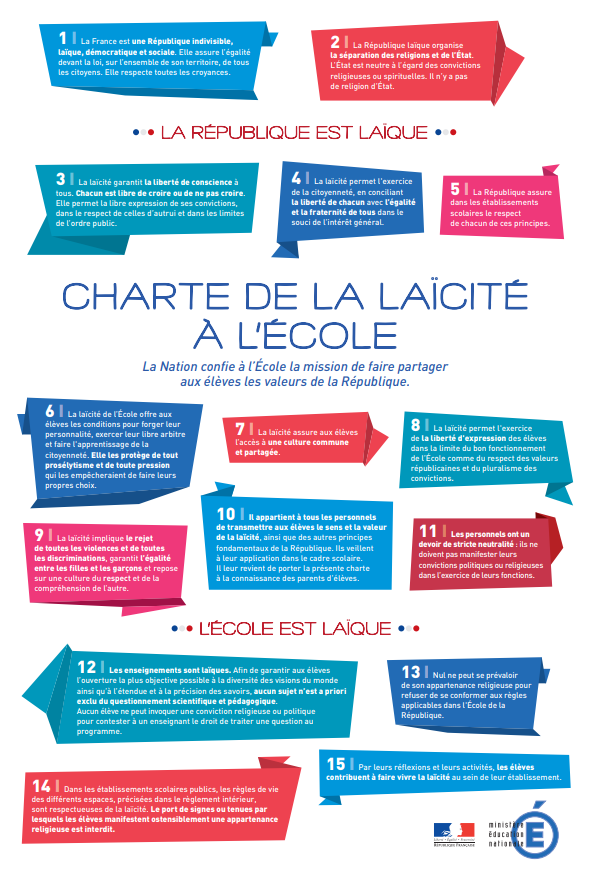 1 | La France est une République indivisible,
laïque, démocratique et sociale. Elle assure l'égalité
devant la loi, sur l'ensemble de son territoire, de tous
les citoyens. Elle respecte toutes les croyances.
2 | La République laïque organise
la séparation des religions et de l'État.
L'État est neutre à l'égard des convictions
religieuses ou spirituelles. Il n'y a pas
de religion d'État.
LA RÉPUBLIQUE EST LAÏQUE
3 | La laïcité garantit la liberté de conscience à
tous. Chacun est libre de croire ou de ne pas croire.
Elle permet la libre expression de ses convictions,
dans le respect de celles d'autrui et dans les limites
de l'ordre public.
4 | La laïcité permet l'exercice
de la citoyenneté, en conciliant
la liberté de chacun avec l'égalité
et la fraternité de tous dans le
souci de l'intérêt général.
5 | La République assure
dans les établissements
scolaires le respect
de chacun de ces principes.
CHARTE DE LA LAÏCITÉ
À L'ÉCOLE
La Nation confie à l'École la mission de faire partager
aux élèves les valeurs de la République.
6 | La laïcité de l'École offre aux
élèves les conditions pour forger leur
personnalité, exercer leur libre arbitre
et faire l'apprentissage de la
citoyenneté. Elle les protège de tout
prosélytisme et de toute pression
qui les empêcheraient de faire leurs
propres choix.
7 | La laïcité assure aux élèves
l'accès à une culture commune
et partagée.
8 | La laïcité permet l'exercice
de la liberté d'expression des élèves
dans la limite du bon fonctionnement
de l'École comme du respect des valeurs
républicaines et du pluralisme des
convictions.
9 | La laïcité implique le rejet
de toutes les violences et de toutes
les discriminations, garantit l'égalité
entre les filles et les garçons et repose
sur une culture du respect et de la
compréhension de l'autre.
10 | Il appartient à tous les personnels
de transmettre aux élèves le sens et la valeur
de la laïcité, ainsi que des autres principes
fondamentaux de la République. Ils veillent
à leur application dans le cadre scolaire.
Il leur revient de porter la présente charte
à la connaissance des parents d'élèves.
11 | Les personnels ont un
devoir de stricte neutralité : ils ne
doivent pas manifester leurs
convictions politiques ou religieuses
dans l'exercice de leurs fonctions.
L'ÉCOLE EST LAÏQUE
12 | Les enseignements sont laïques. Afin de garantir aux élèves
l'ouverture la plus objective possible à la diversité des visions du monde
ainsi qu'à l'étendue et à la précision des savoirs, aucun sujet n'est a priori
exclu du questionnement scientifique et pédagogique.
Aucun élève ne peut invoquer une conviction religieuse ou politique
pour contester à un enseignant le droit de traiter une question au
programme.
13 | Nul ne peut se prévaloir
de son appartenance religieuse pour
refuser de se conformer aux règles
applicables dans l'École de la
République.
14 | Dans les établissements scolaires publics, les règles de vie
des différents espaces, précisées dans le règlement intérieur,
sont respectueuses de la laïcité. Le port de signes ou tenues par
lesquels les élèves manifestent ostensiblement une appartenance
religieuse est interdit.
15 | Par leurs réflexions et leurs activités, les élèves
contribuent à faire vivre la laïcité au sein de leur établissement.
Liberté • Égalité • Fraternité
RÉPUBLIQUE FRANÇAISE
ministère
éducation
nationale
É